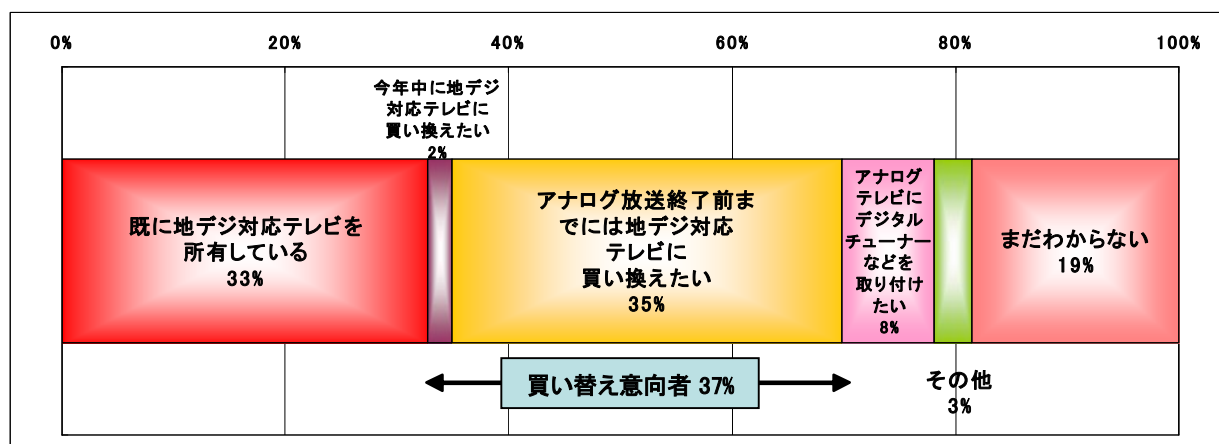 0% 20% 40% 60% 80% 100%
今年中に地デジ
対応テレビに
買い換えたい
2%
既に地デジ対応テレビを
所有している
33%
アナログ放送終了前ま
でには地デジ対応
テレビに
買い換えたい
35%
アナログ
テレビに
デジタル
チューナー
などを
取り付け
たい
8%
まだわからない
19%
買い替え意向者 37%
その他
3%